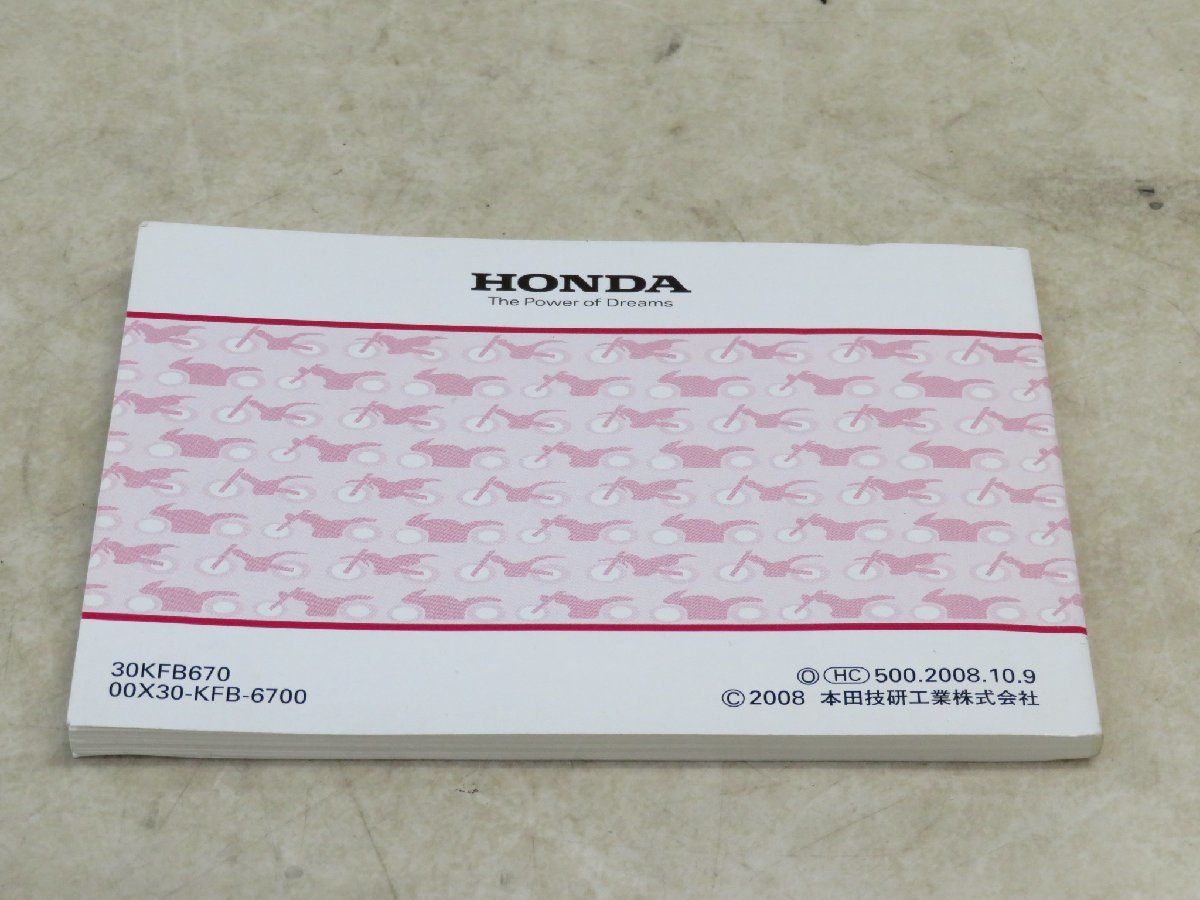 HONDA
The Power of Dreams
30KFB670
00X30-KFB-6700
Ⓞ HC 500.2008.10.9
©2008 本田技研工業株式会社